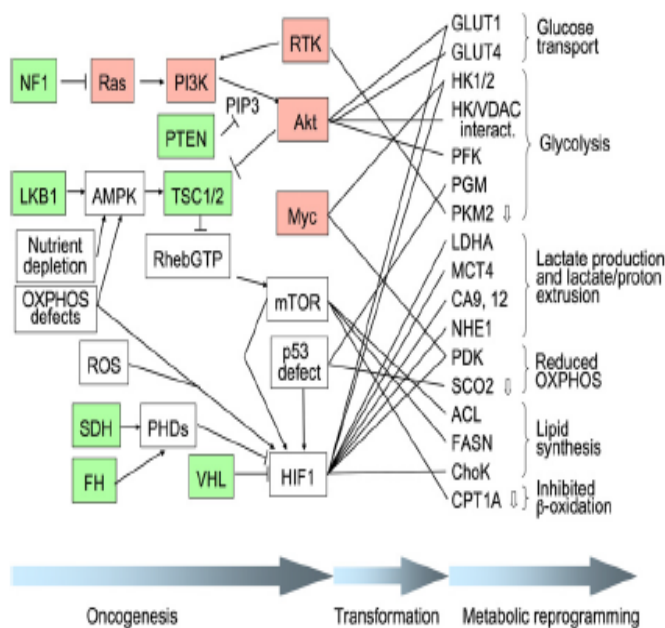 GLUT1
GLUT4
Glucose
transport
RTK
NF1
Ras
PI3K
HK1/2
PIP3
Akt
HK/VDAC
interact.
Glycolysis
PTEN
PFK
PGM
LKB1
AMPK
TSC1/2
Myc
PKM2 ⇩
Nutrient
depletion
RhebGTP
LDHA
MCT4
CA9, 12
NHE1
Lactate production
and lactate/proton
extrusion
OXPHOS
defects
mTOR
ROS
p53
defect
PDK
SCO2 ⇩
Reduced
OXPHOS
SDH
PHDs
ACL
FASN
ChoK
Lipid
synthesis
FH
VHL
HIF1
CPT1A ⇩
Inhibited
β-oxidation
Oncogenesis
Transformation
Metabolic reprogramming